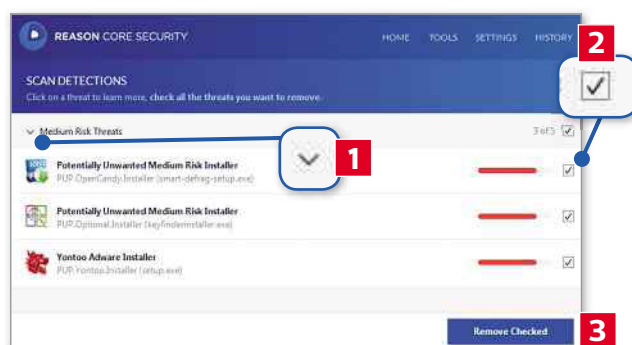 REASON CORE SECURITY
HOME TOOLS SETTINGS HISTORY
2
SCAN DETECTIONS
Click on a threat to learn more, check all the threats you want to remove.
Medium Risk Threats
3 of 3
1
Potentially Unwanted Medium Risk Installer
PUP.OpenCandy.Installer (smart-defrag-setup.exe)
Potentially Unwanted Medium Risk Installer
PUP.Optional.Installer (keyfinderinstaller.exe)
Yontoo Adware Installer
PUP.Yontoo.Installer (setup.exe)
Remove Checked
3